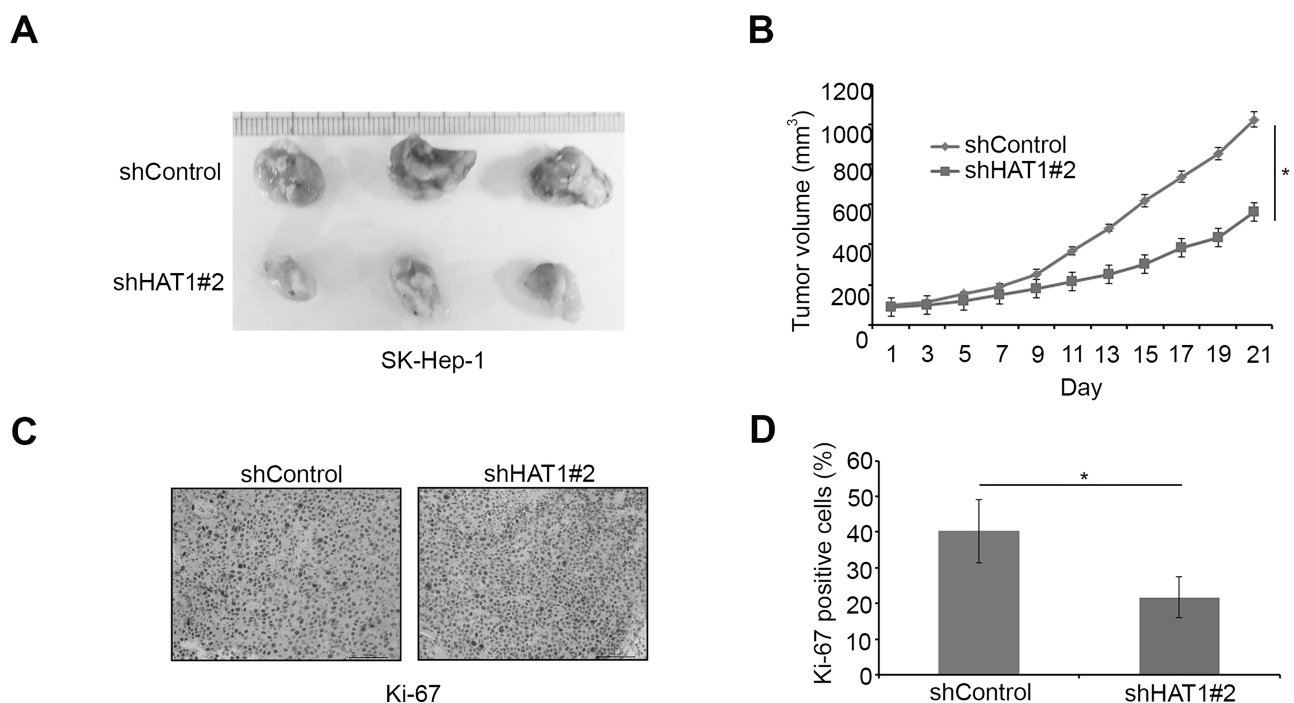 A
shControl
shHAT1#2
SK-Hep-1
B
Tumor volume (mm³)
1200
1000
800
600
400
200
0
shControl
shHAT1#2
*
1 3 5 7 9 11 13 15 17 19 21
Day
C
shControl
shHAT1#2
Ki-67
D
Ki-67 positive cells (%)
60
50
40
30
20
10
0
*
shControl
shHAT1#2